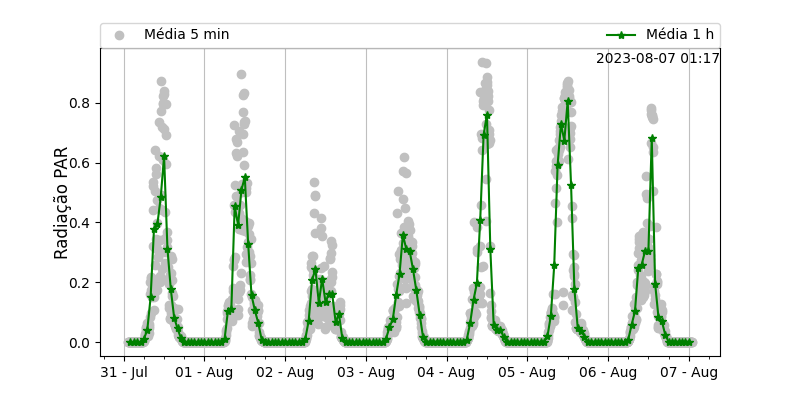 Média 5 min
Média 1 h
2023-08-07 01:17
Radiação PAR
0.8
0.6
0.4
0.2
0.0
31 - Jul
01 - Aug
02 - Aug
03 - Aug
04 - Aug
05 - Aug
06 - Aug
07 - Aug